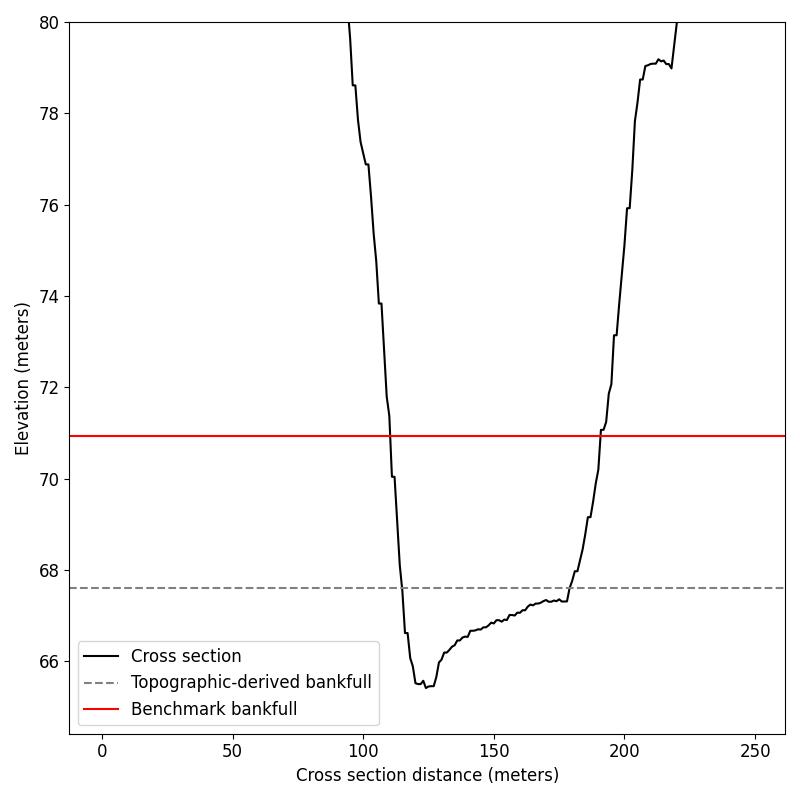 80
78
76
74
72
70
68
66
Elevation (meters)
Cross section
Topographic-derived bankfull
Benchmark bankfull
0
50
100
150
200
250
Cross section distance (meters)